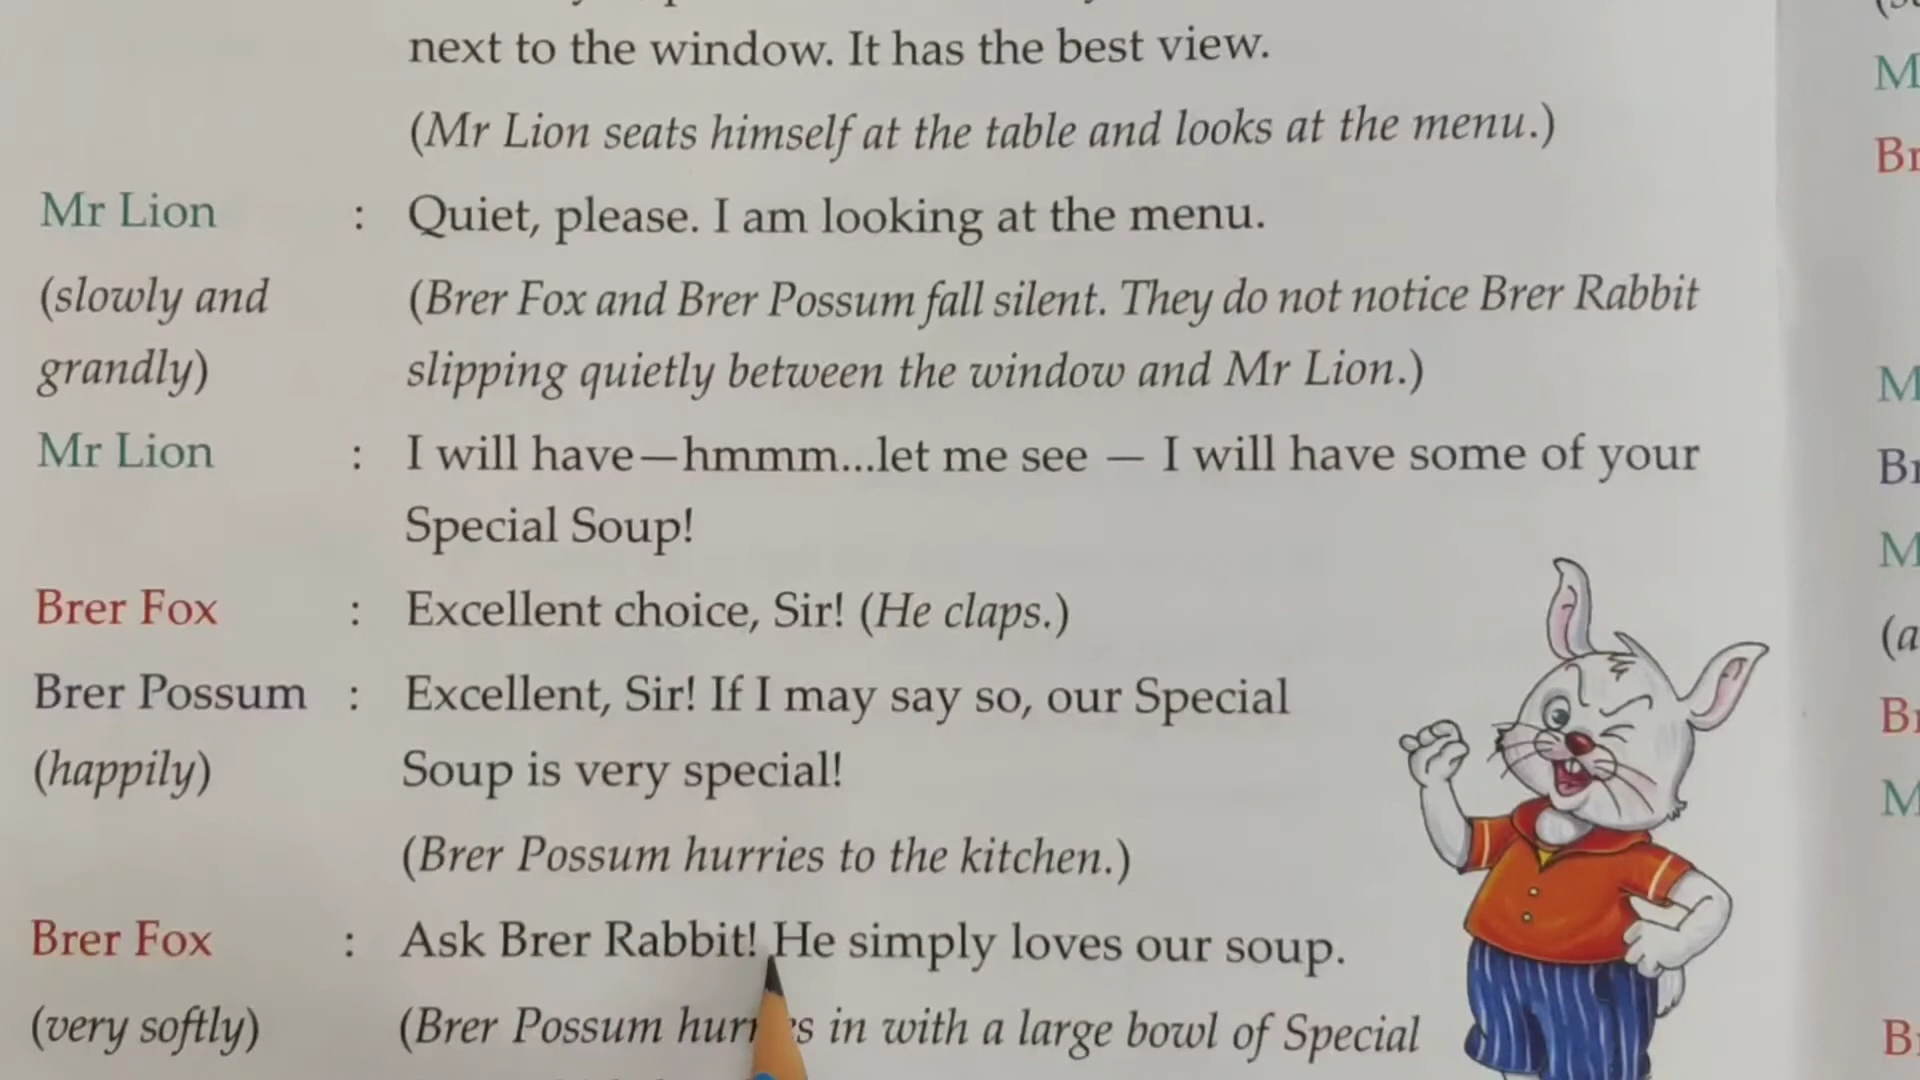 next to the window. It has the best view.
(Mr Lion seats himself at the table and looks at the menu.)
Mr Lion : Quiet, please. I am looking at the menu.
(slowly and (Brer Fox and Brer Possum fall silent. They do not notice Brer Rabbit
grandly) slipping quietly between the window and Mr Lion.)
Mr Lion : I will have—hmmm...let me see — I will have some of your
Special Soup!
Brer Fox : Excellent choice, Sir! (He claps.)
Brer Possum : Excellent, Sir! If I may say so, our Special
(happily) Soup is very special!
(Brer Possum hurries to the kitchen.)
Brer Fox : Ask Brer Rabbit! He simply loves our soup.
(very softly) (Brer Possum hurries in with a large bowl of Special